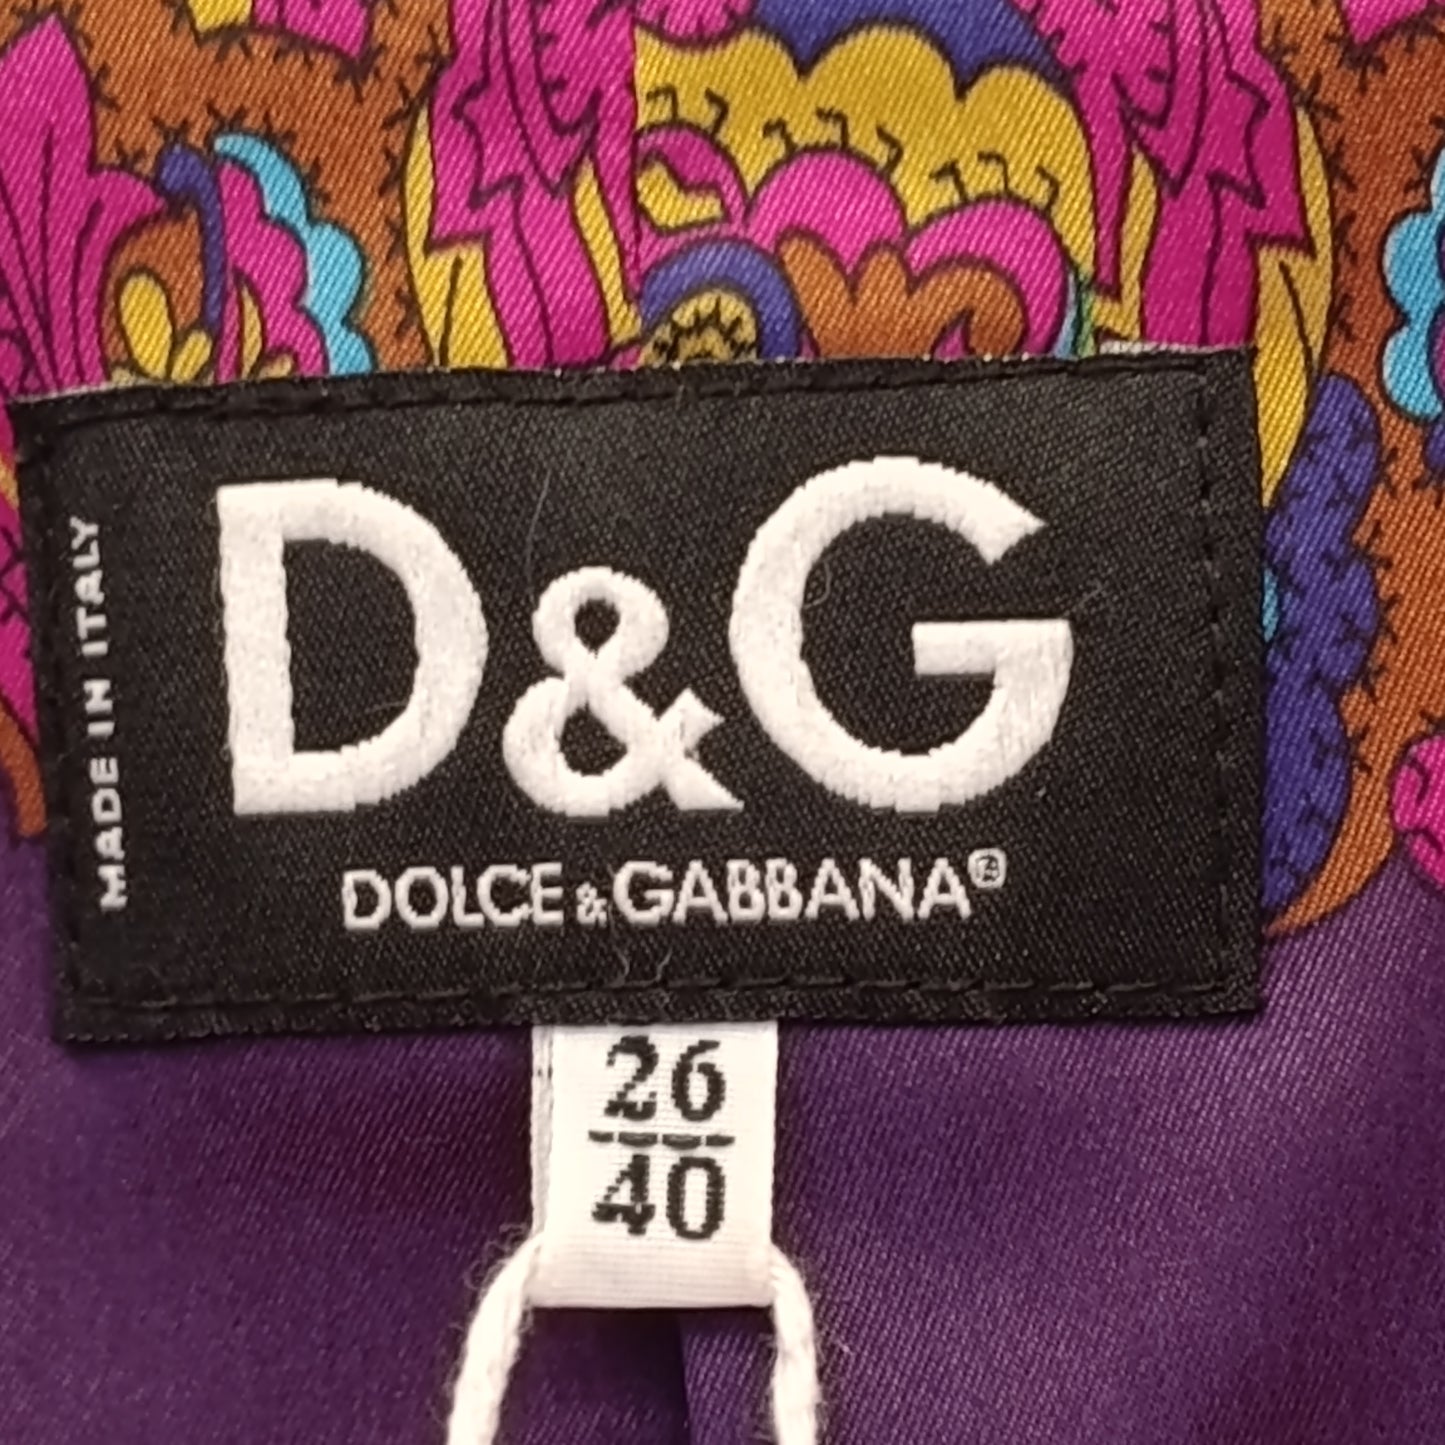 MADE IN ITALY
D&G
DOLCE & GABBANA®
26
40